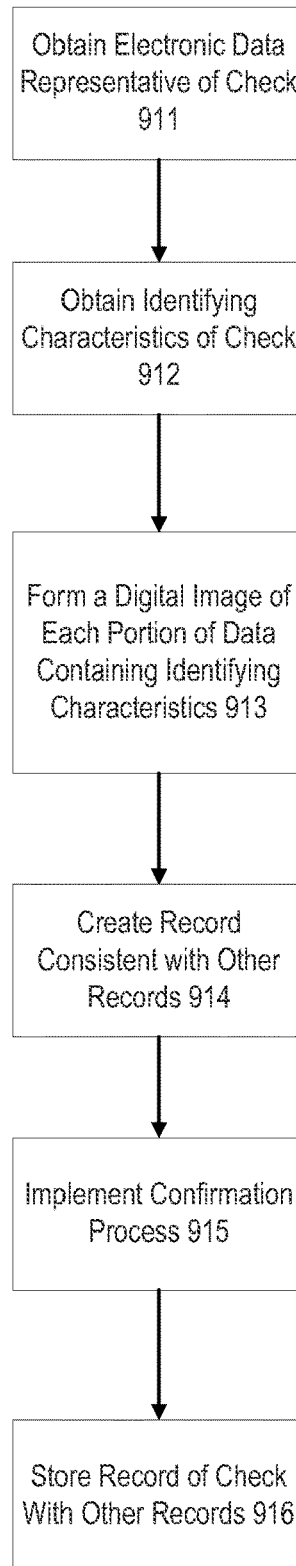 Obtain Electronic Data
Representative of Check
911
Obtain Identifying
Characteristics of Check
912
Form a Digital Image of
Each Portion of Data
Containing Identifying
Characteristics 913
Create Record
Consistent with Other
Records 914
Implement Confirmation
Process 915
Store Record of Check
With Other Records 916